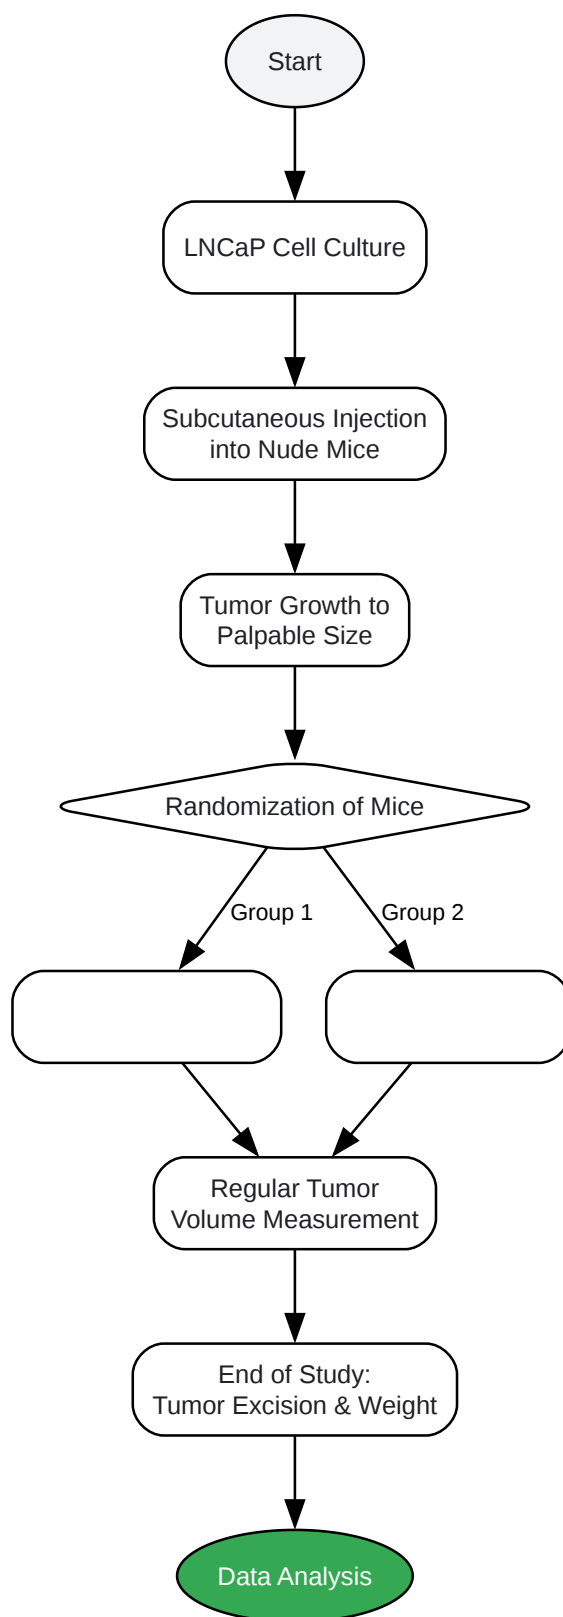 Start
LNCaP Cell Culture
Subcutaneous Injection
into Nude Mice
Tumor Growth to
Palpable Size
Randomization of Mice
Group 1
Group 2
Regular Tumor
Volume Measurement
End of Study:
Tumor Excision & Weight
Data Analysis